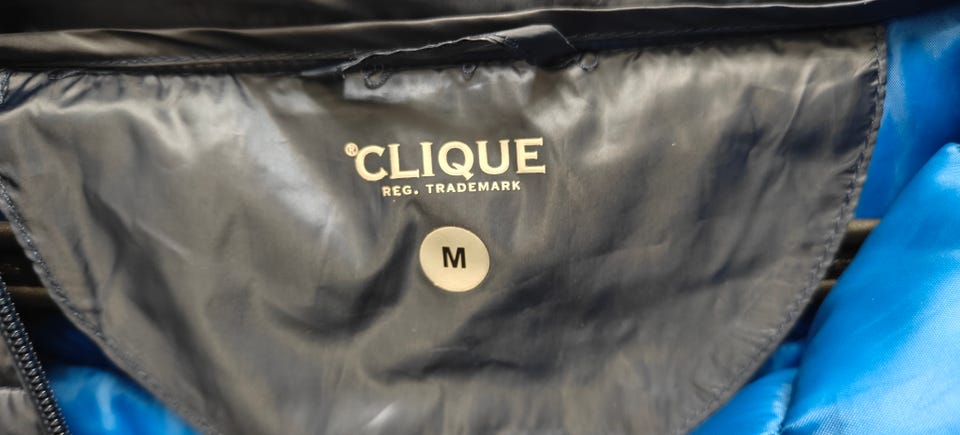 ®CLIQUE
REG. TRADEMARK
M